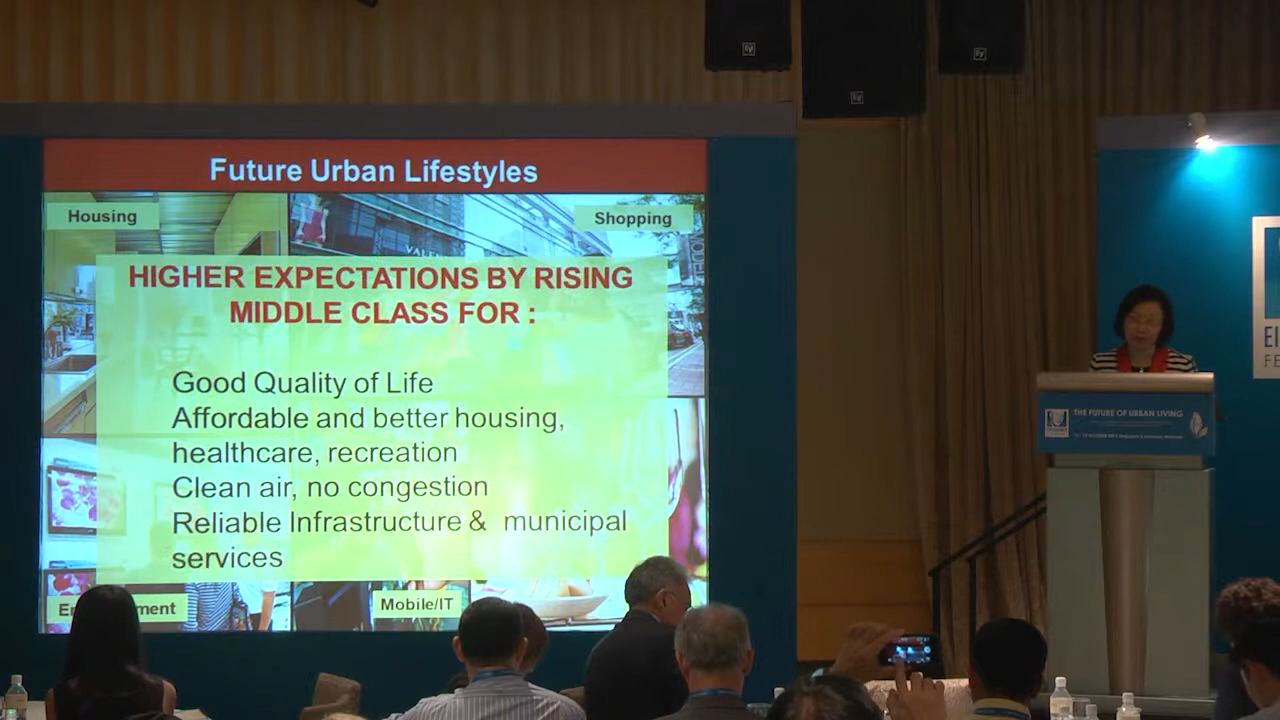 Future Urban Lifestyles
Housing
Shopping
HIGHER EXPECTATIONS BY RISING
MIDDLE CLASS FOR :
Good Quality of Life
Affordable and better housing,
healthcare, recreation
Clean air, no congestion
Reliable Infrastructure & municipal
services
Mobile/IT
THE FUTURE OF URBAN LIVING